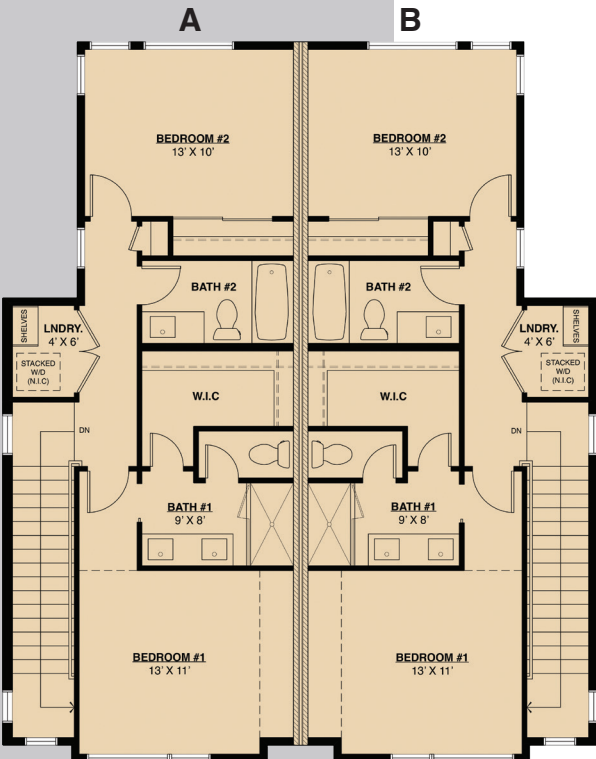 A B
BEDROOM #2
13' X 10'
BEDROOM #2
13' X 10'
BATH #2
BATH #2
SHELVES
LNDRY.
4' X 6'
STACKED
W/D
(N.I.C)
LNDRY.
4' X 6'
SHELVES
STACKED
W/D
(N.I.C)
W.I.C
W.I.C
DN
DN
BATH #1
9' X 8'
BATH #1
9' X 8'
BEDROOM #1
13' X 11'
BEDROOM #1
13' X 11'